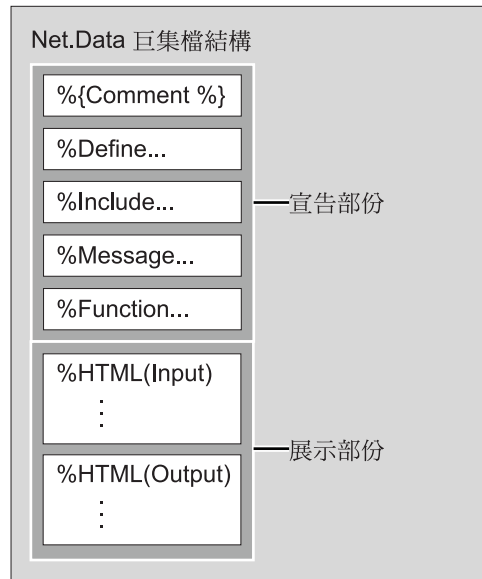 Net.Data 巨集檔結構
%{Comment %}
%Define...
%Include...
宣告部份
%Message...
%Function...
%HTML(Input)
⋮
展示部份
%HTML(Output)
⋮